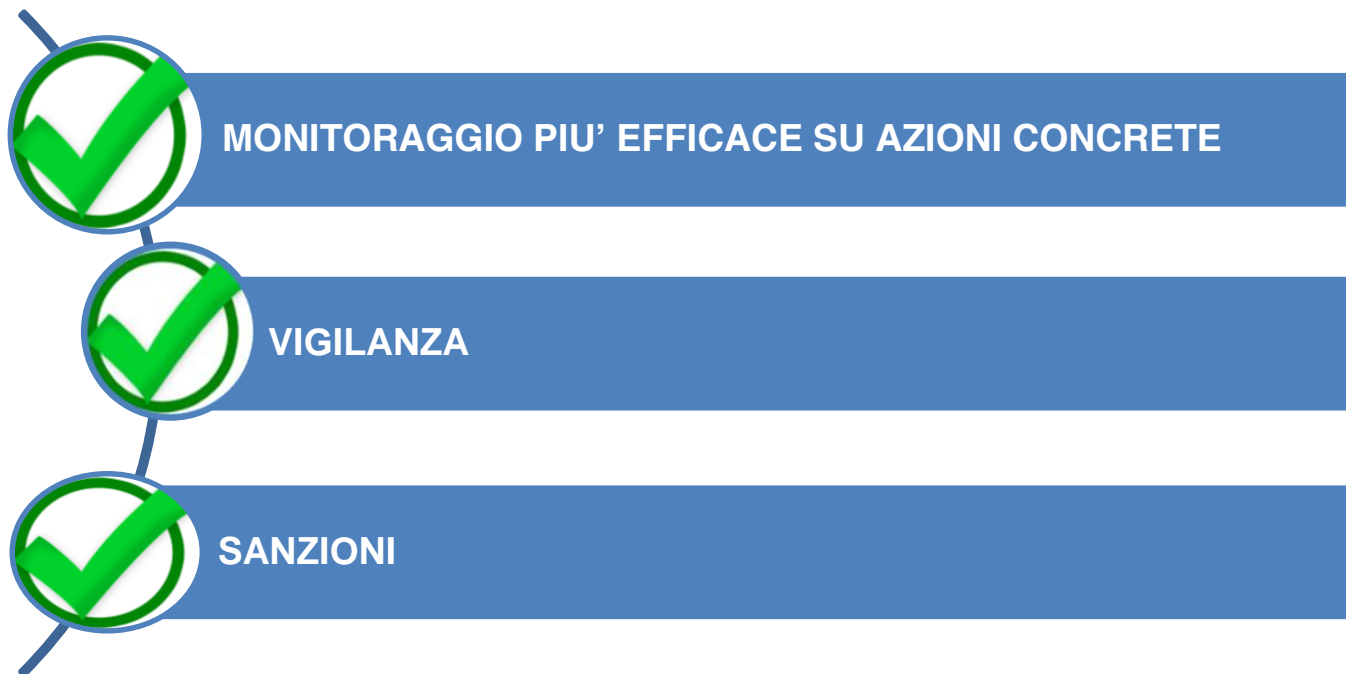 MONITORAGGIO PIU’ EFFICACE SU AZIONI CONCRETE
VIGILANZA
SANZIONI